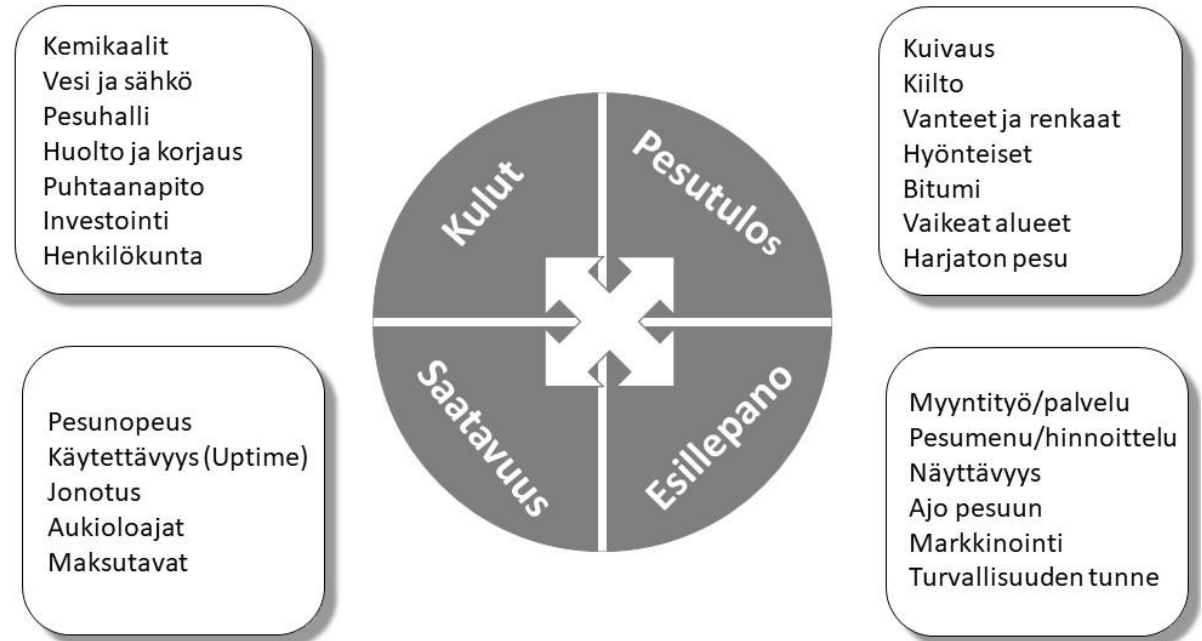 Kemikaalit
Vesi ja sähkö
Pesuhalli
Huolto ja korjaus
Puhtaanapito
Investointi
Henkilökunta
Kulut
Pesutulos
Kuivaus
Kiilto
Vanteet ja renkaat
Hyönteiset
Bitumi
Vaikeat alueet
Harjaton pesu
Pesunopeus
Käytettävyys (Uptime)
Jonotus
Aukioloajat
Maksutavat
Saatavuus
Esillepano
Myyntityö/palvelu
Pesumenu/hinnoittelu
Näyttävyys
Ajo pesuun
Markkinointi
Turvallisuuden tunne